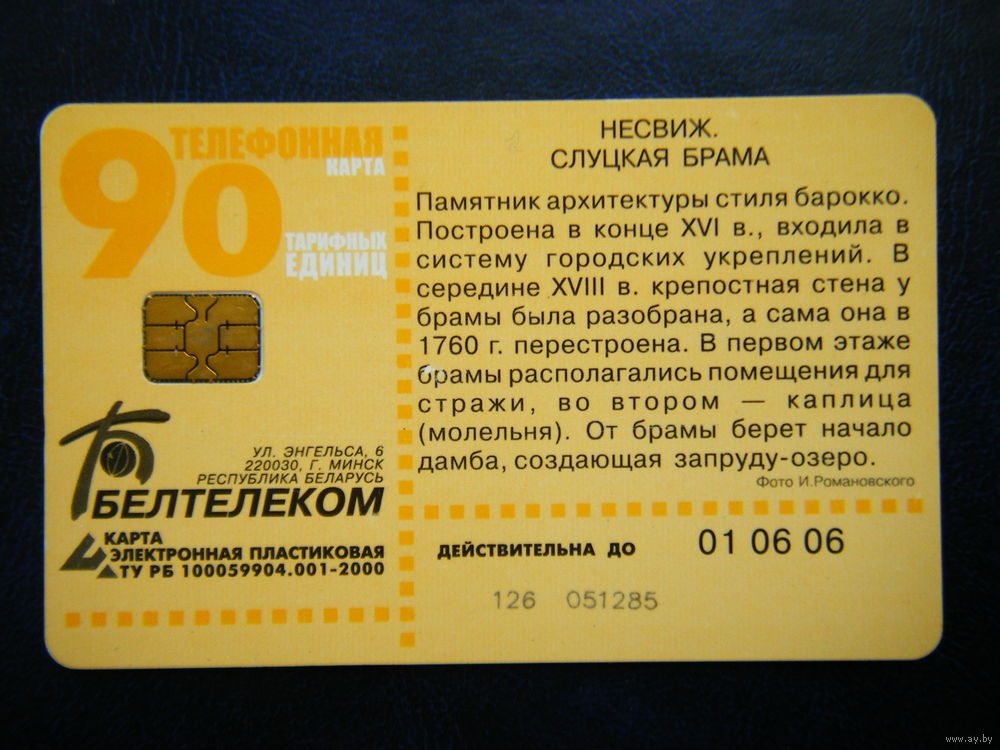 90
ТЕЛЕФОННАЯ
КАРТА
ТАРИФНЫХ
ЕДИНИЦ
УЛ. ЭНГЕЛЬСА, 6
220030, Г. МИНСК
РЕСПУБЛИКА БЕЛАРУСЬ
БЕЛТЕЛЕКОМ
КАРТА
ЭЛЕКТРОННАЯ ПЛАСТИКОВАЯ
ТУ РБ 100059904.001-2000
НЕСВИЖ.
СЛУЦКАЯ БРАМА
Памятник архитектуры стиля барокко.
Построена в конце XVI в., входила в
систему городских укреплений. В
середине XVIII в. крепостная стена у
брамы была разобрана, а сама она в
1760 г. перестроена. В первом этаже
брамы располагались помещения для
стражи, во втором — каплица
(молельня). От брамы берет начало
дамба, создающая запруду-озеро.
Фото И.Романовского
ДЕЙСТВИТЕЛЬНА ДО 01 06 06
126 051285
www.ay.by